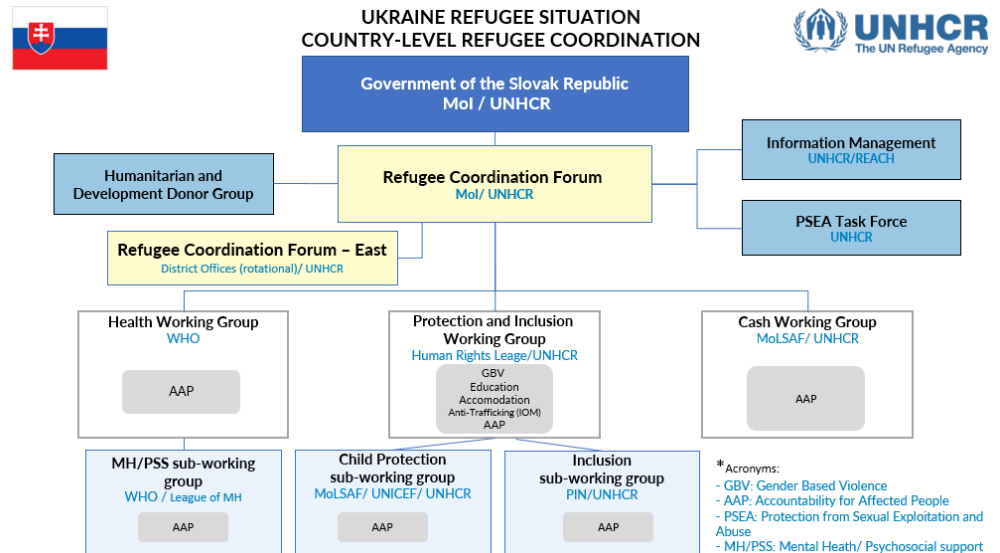 UKRAINE REFUGEE SITUATION
COUNTRY-LEVEL REFUGEE COORDINATION
UNHCR
The UN Refugee Agency
Government of the Slovak Republic
MoI / UNHCR
Humanitarian and
Development Donor Group
Refugee Coordination Forum
MoI/ UNHCR
Information Management
UNHCR/REACH
PSEA Task Force
UNHCR
Refugee Coordination Forum – East
District Offices (rotational)/ UNHCR
Health Working Group
WHO
AAP
Protection and Inclusion
Working Group
Human Rights Leage/UNHCR
GBV
Education
Accomodation
Anti-Trafficking (IOM)
AAP
Cash Working Group
MoLSAF/ UNHCR
AAP
MH/PSS sub-working
group
WHO / League of MH
AAP
Child Protection
sub-working group
MoLSAF/ UNICEF/ UNHCR
AAP
Inclusion
sub-working group
PIN/UNHCR
AAP
*Acronyms:
- GBV: Gender Based Violence
- AAP: Accountability for Affected People
- PSEA: Protection from Sexual Exploitation and
Abuse
- MH/PSS: Mental Heath/ Psychosocial support